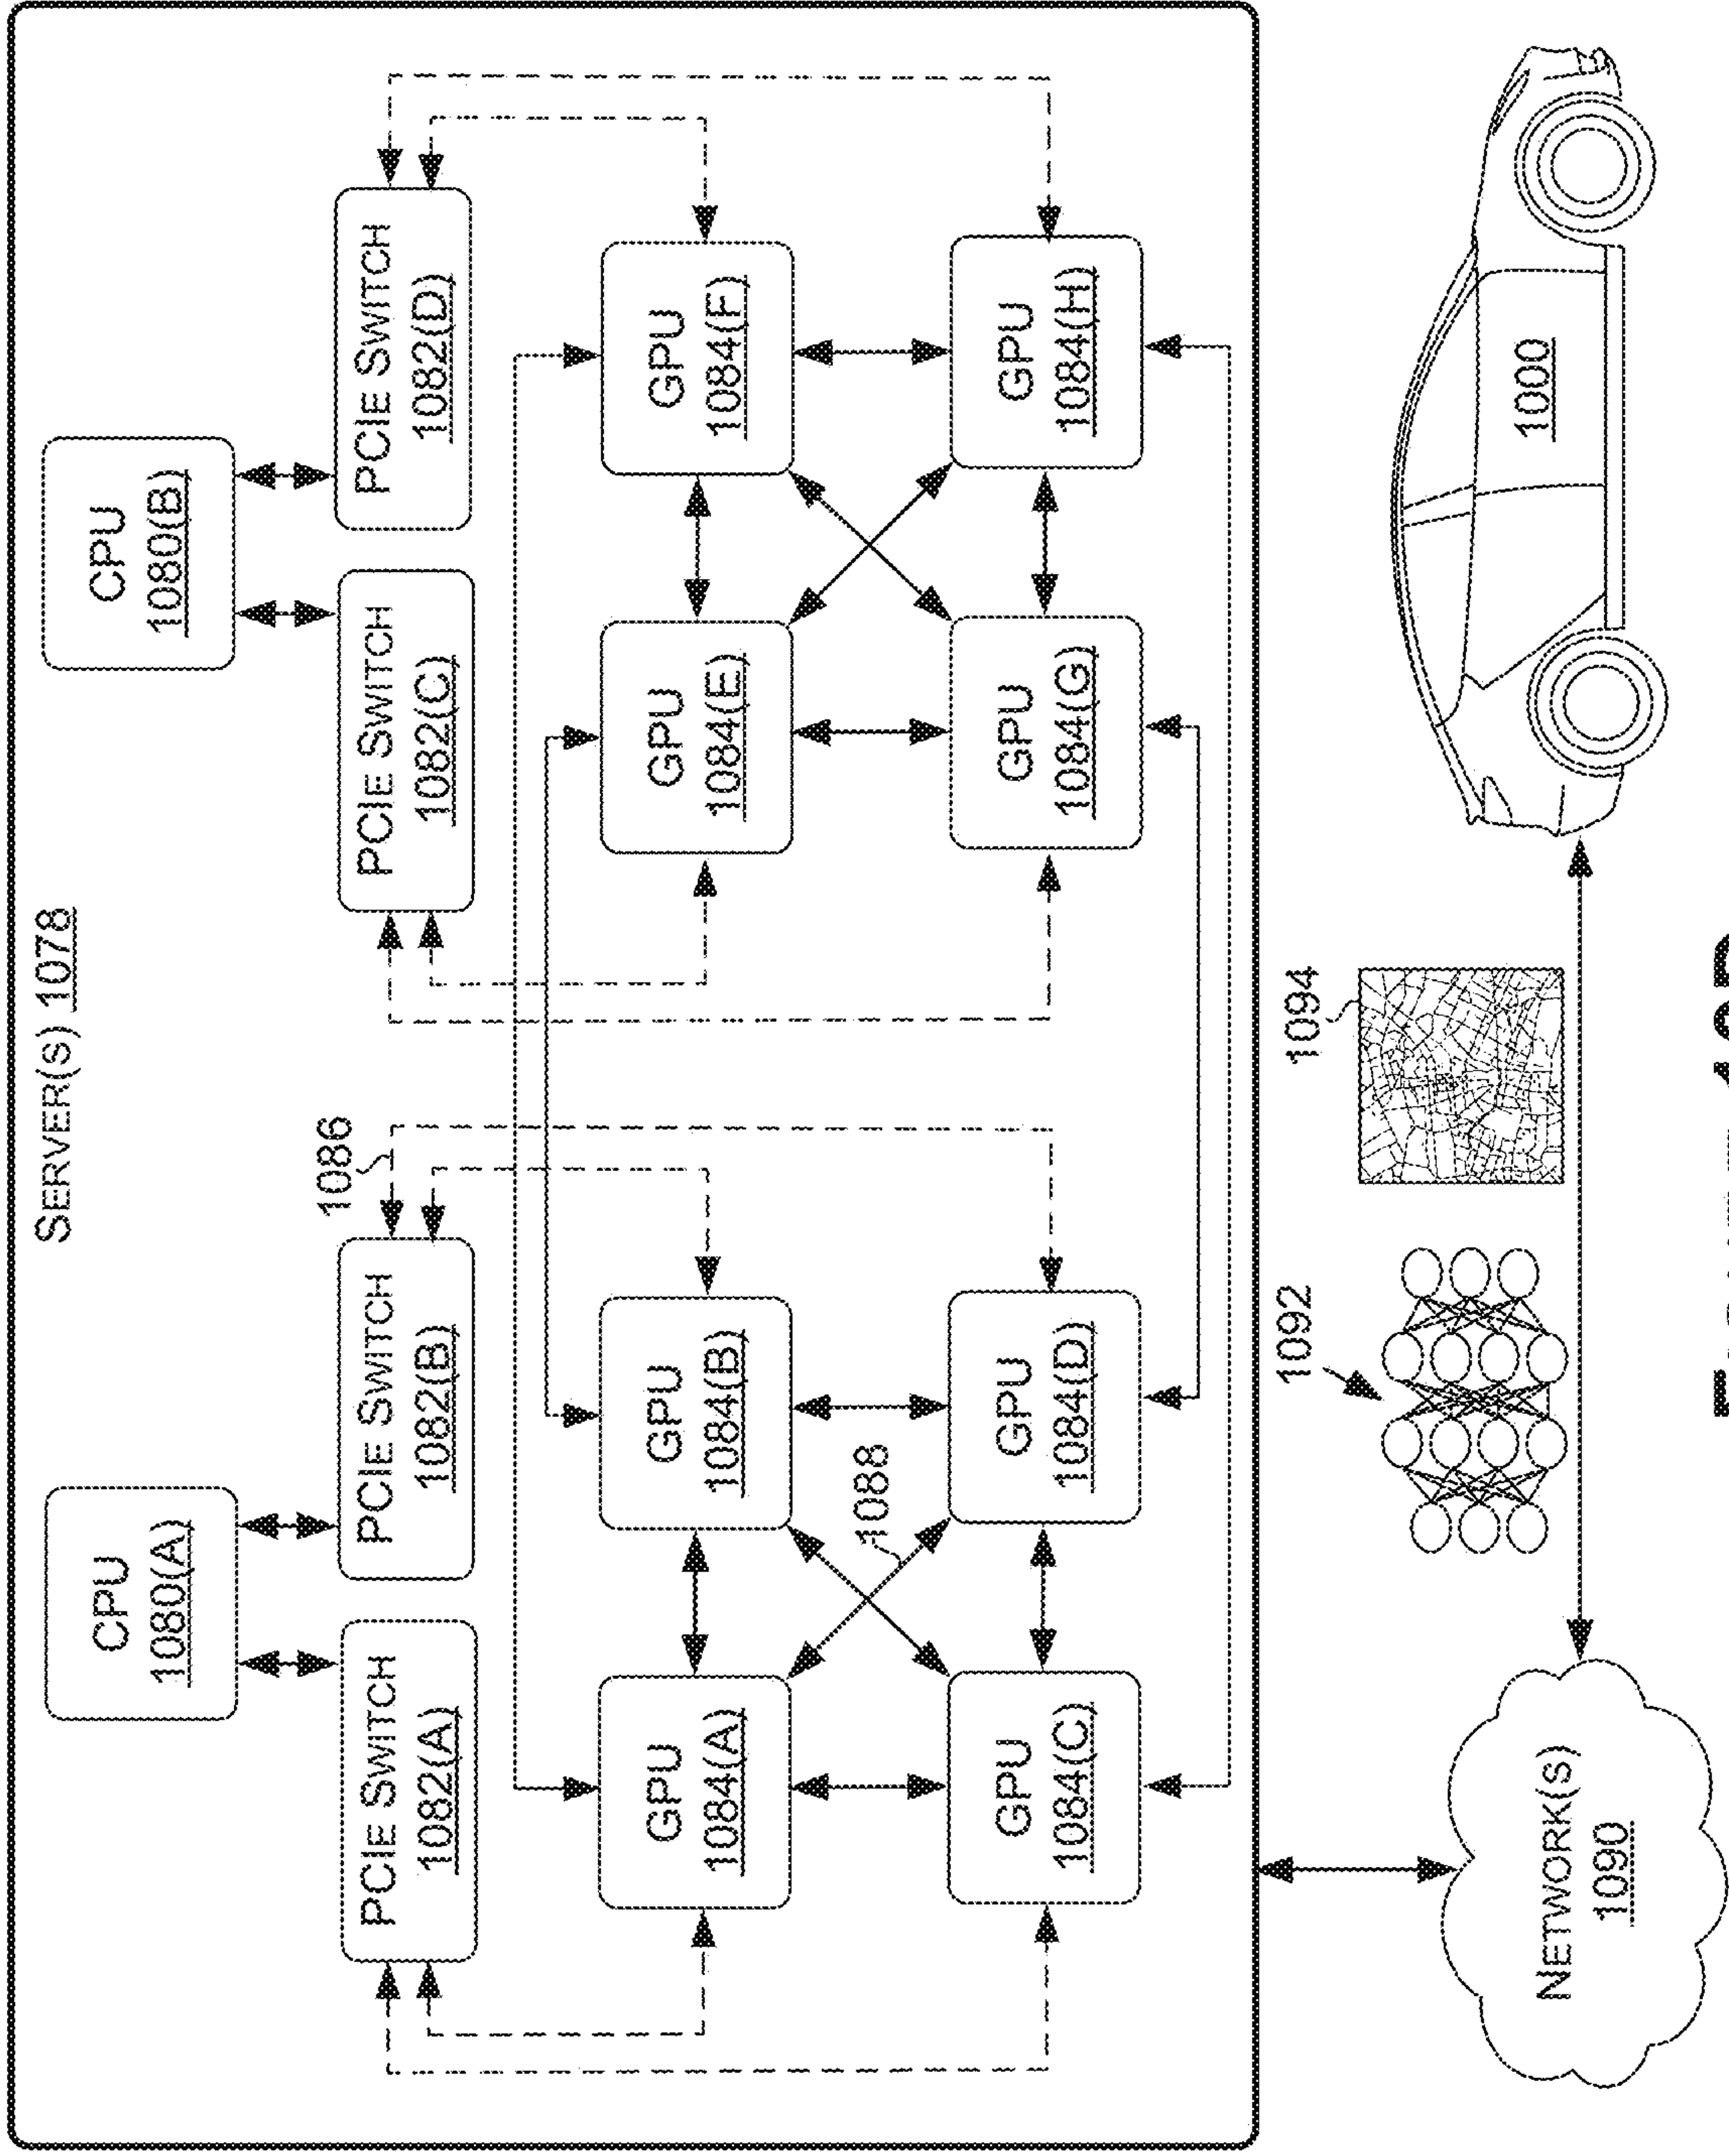 SERVER(S) 1078
CPU
1080(A)
CPU
1080(B)
PCIE SWITCH
1082(A)
PCIE SWITCH
1082(B)
1086
PCIE SWITCH
1082(C)
PCIE SWITCH
1082(D)
GPU
1084(A)
GPU
1084(B)
GPU
1084(E)
GPU
1084(F)
1088
GPU
1084(C)
GPU
1084(D)
GPU
1084(G)
GPU
1084(H)
NETWORK(S)
1090
1092
1094
1000